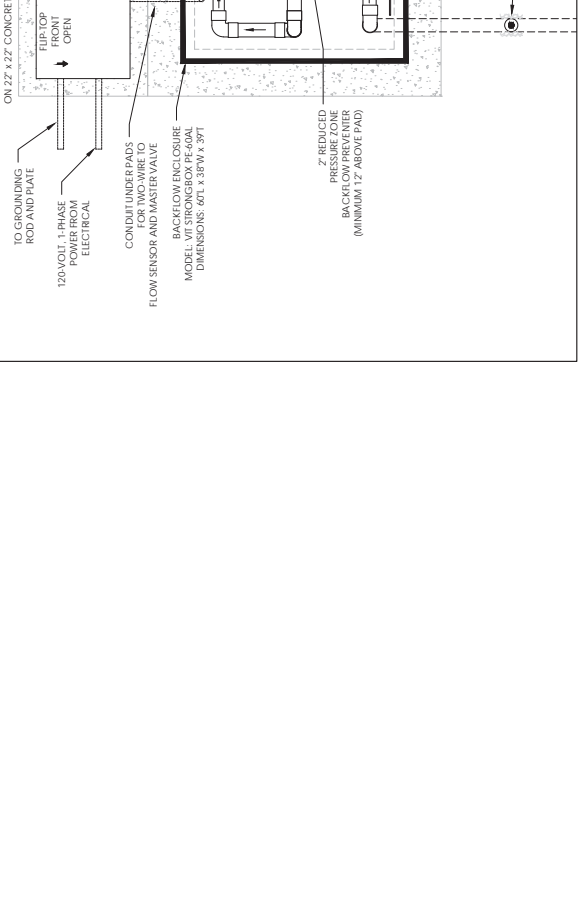 ON 22" x 22" CONCRET
FLIP-TOP
FRONT
OPEN
TO GROUNDING
ROD AND PLATE
120-VOLT, 1-PHASE
POWER FROM
ELECTRICAL
CONDUIT UNDER PADS
FOR TWO-WIRE TO
FLOW SENSOR AND MASTER VALVE
BACKFLOW ENCLOSURE
MODEL: VIT STRONGBOX PE-60AL
DIMENSIONS: 60"L x 38"W x 39"T
2" REDUCED
PRESSURE ZONE
BACKFLOW PREVENTER
(MINIMUM 12" ABOVE PAD)